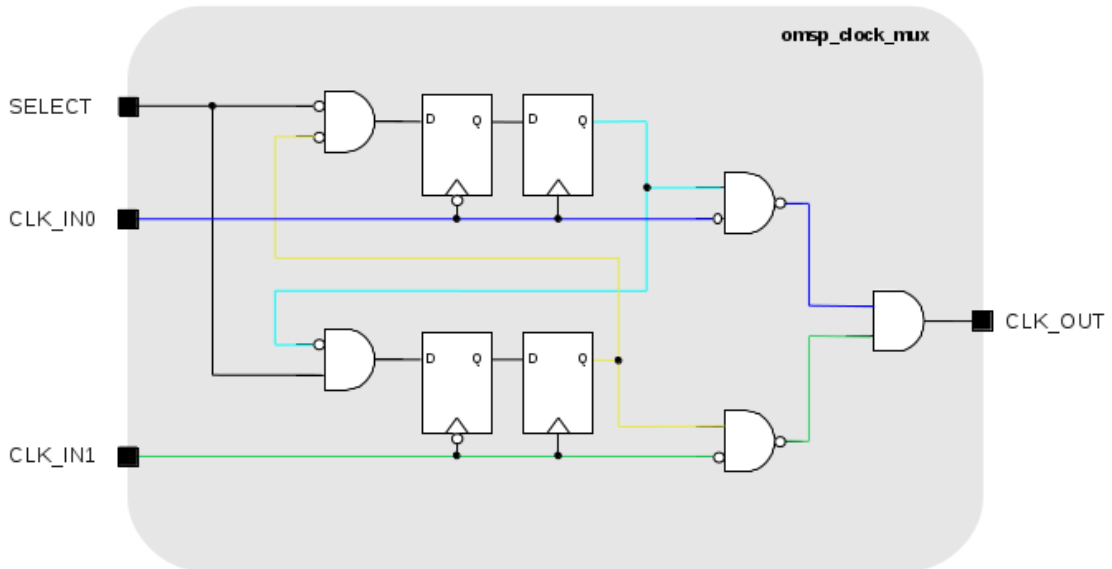 omsp_clock_mux
SELECT
D Q D Q
CLK_IN0
CLK_OUT
D Q D Q
CLK_IN1